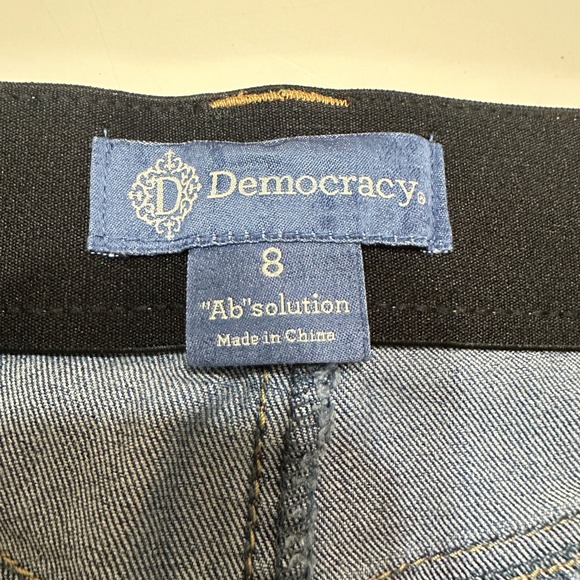 D
Democracy®
8
"Ab"solution
Made in China